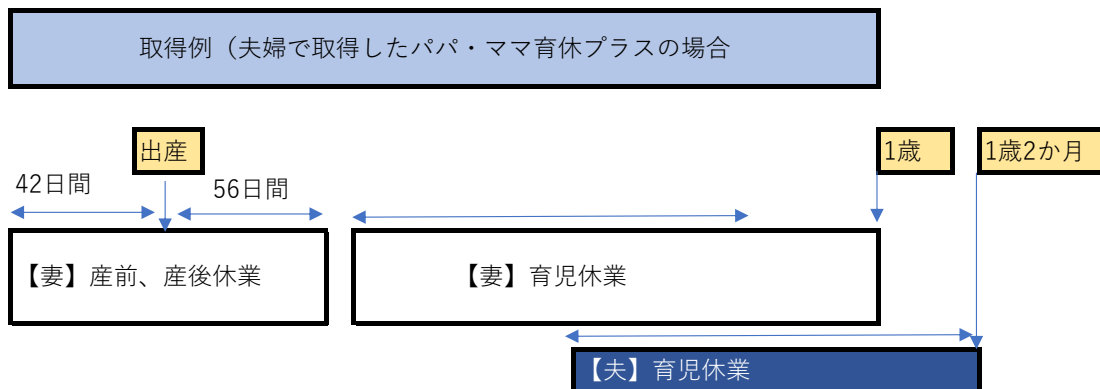 取得例（夫婦で取得したパパ・ママ育休プラスの場合
出産
1歳
1歳2か月
42日間
56日間
【妻】産前、産後休業
【妻】育児休業
【夫】育児休業